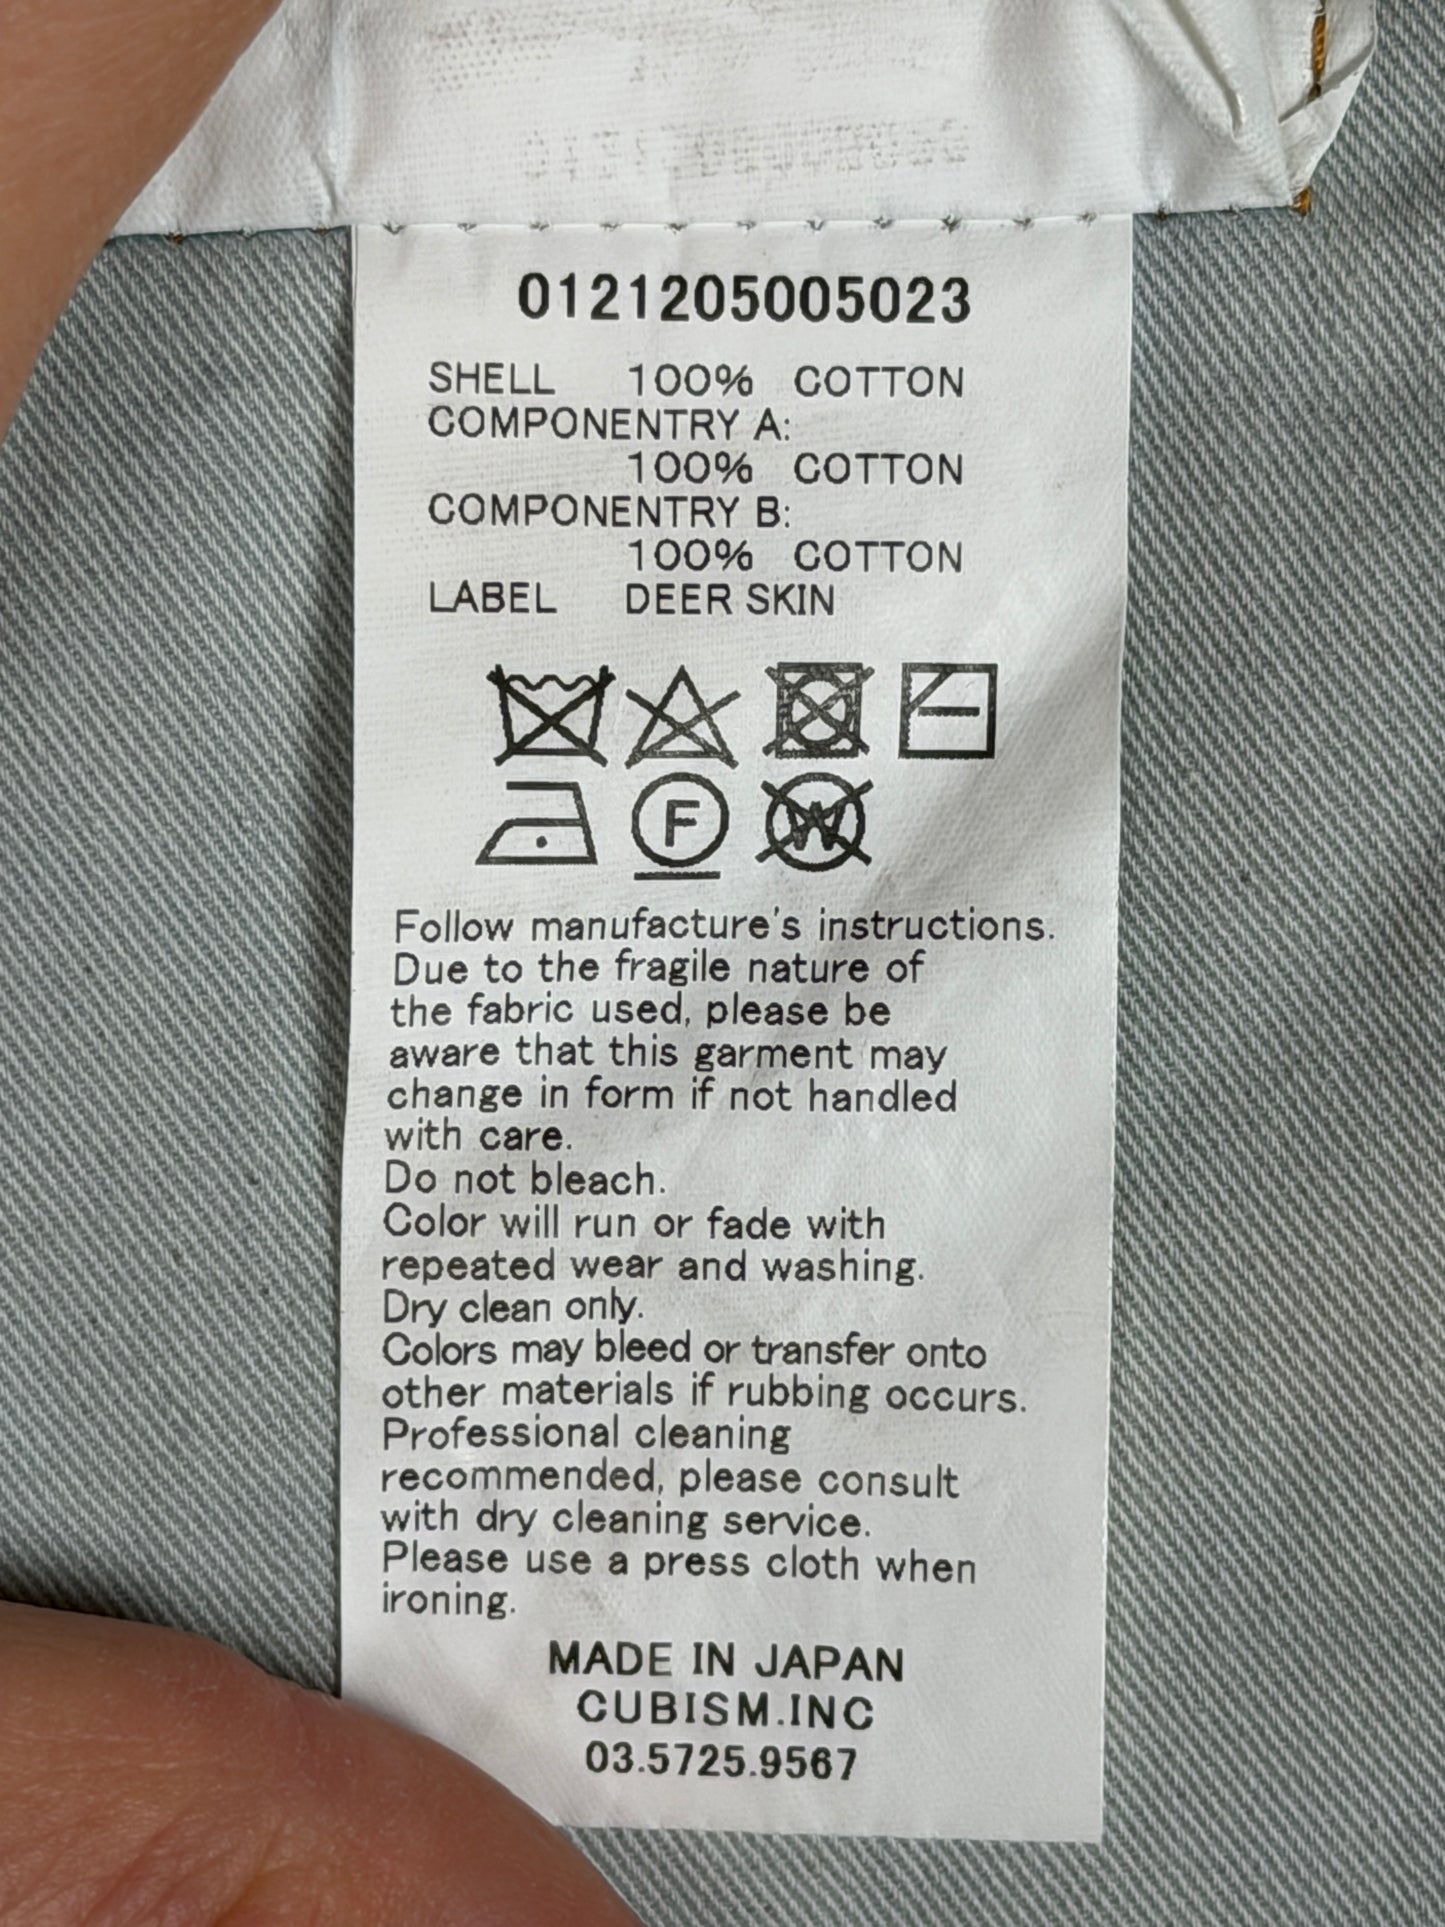 0121205005023
SHELL 100% COTTON
COMPONENTRY A:
100% COTTON
COMPONENTRY B:
100% COTTON
LABEL DEER SKIN
F W
Follow manufacture's instructions.
Due to the fragile nature of
the fabric used, please be
aware that this garment may
change in form if not handled
with care.
Do not bleach.
Color will run or fade with
repeated wear and washing.
Dry clean only.
Colors may bleed or transfer onto
other materials if rubbing occurs.
Professional cleaning
recommended, please consult
with dry cleaning service.
Please use a press cloth when
ironing.
MADE IN JAPAN
CUBISM.INC
03.5725.9567